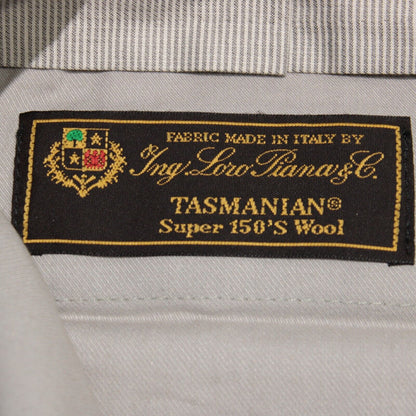 FABRIC MADE IN ITALY BY
Ing. Loro Piana & C.
TASMANIAN®
Super 150'S Wool